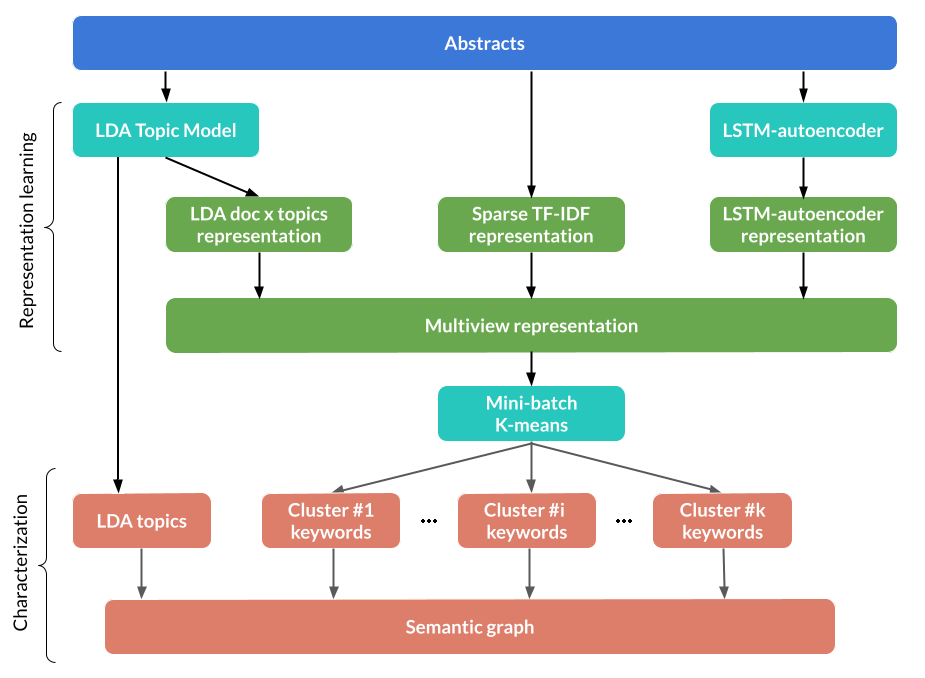 Abstracts
Representation learning
LDA Topic Model
LSTM-autoencoder
LDA doc x topics
representation
Sparse TF-IDF
representation
LSTM-autoencoder
representation
Multiview representation
Mini-batch
K-means
Characterization
LDA topics
Cluster #1
keywords
...
Cluster #i
keywords
...
Cluster #k
keywords
Semantic graph